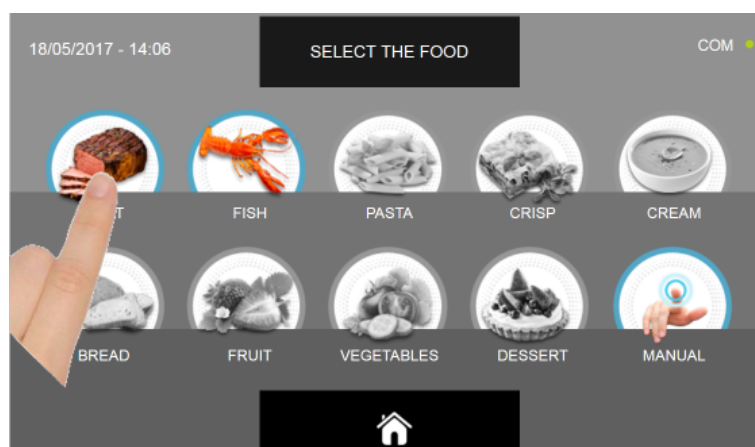 18/05/2017 - 14:06
SELECT THE FOOD
COM
FISH
PASTA
CRISP
CREAM
BREAD
FRUIT
VEGETABLES
DESSERT
MANUAL